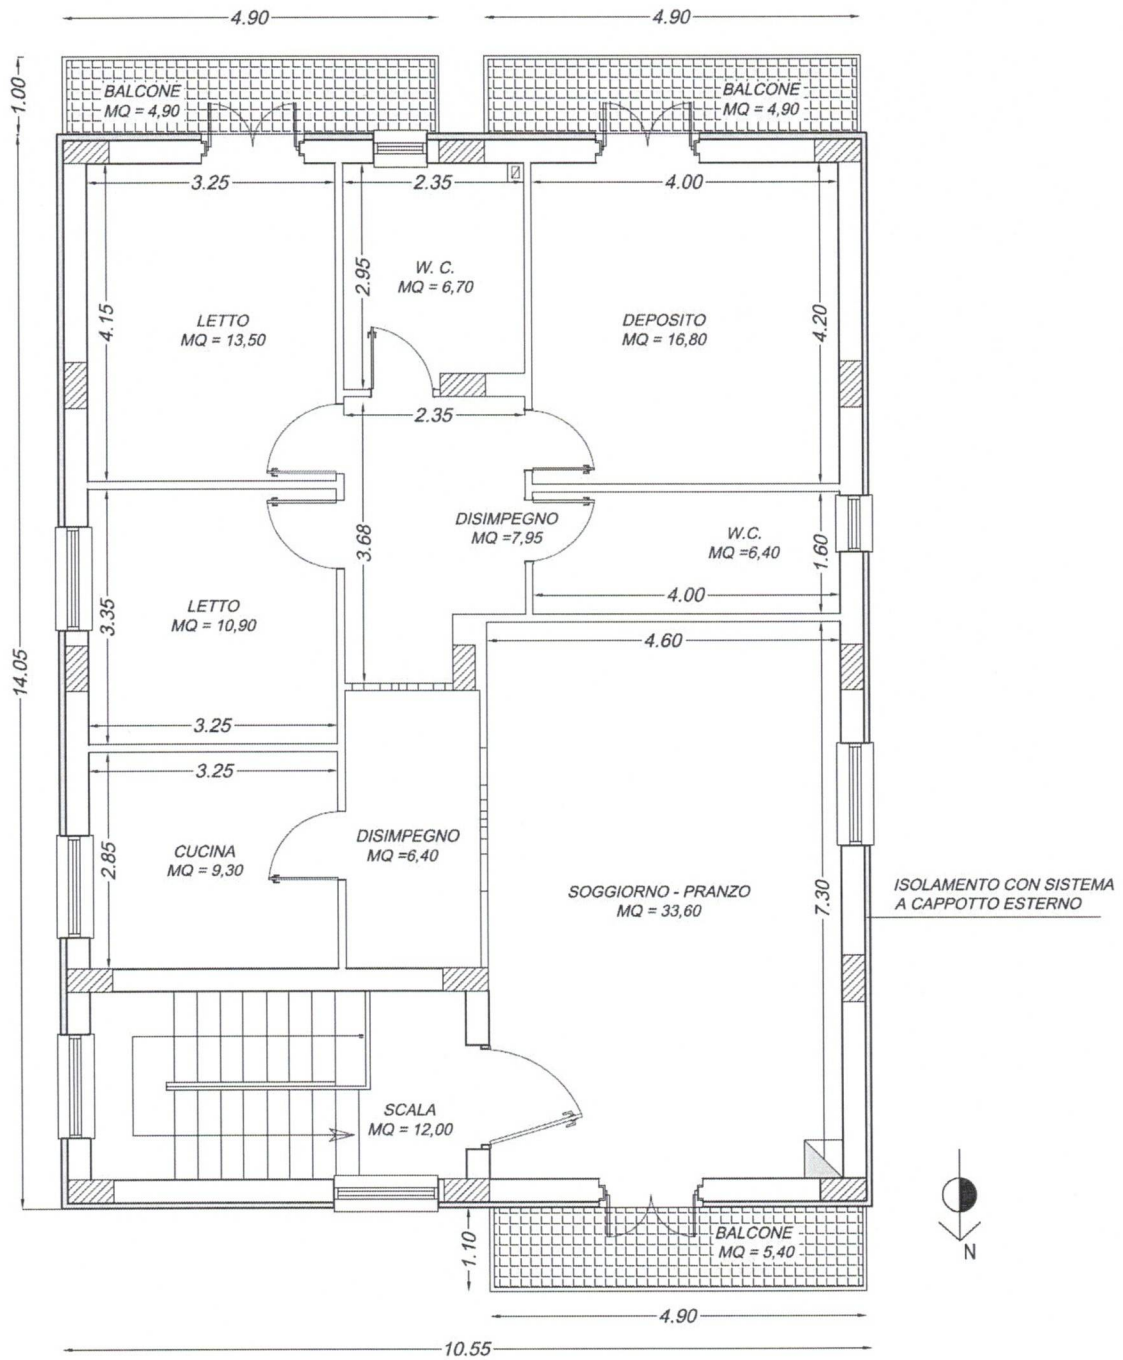 4.90
4.90
1.00
BALCONE
MQ = 4,90
BALCONE
MQ = 4,90
3.25
2.35
4.00
4.15
2.95
4.20
W. C.
MQ = 6,70
LETTO
MQ = 13,50
DEPOSITO
MQ = 16,80
2.35
3.68
DISIMPEGNO
MQ =7,95
W.C.
MQ =6,40
1.60
4.00
3.35
LETTO
MQ = 10,90
4.60
14.05
3.25
3.25
2.85
CUCINA
MQ = 9,30
DISIMPEGNO
MQ =6,40
SOGGIORNO - PRANZO
MQ = 33,60
7.30
ISOLAMENTO CON SISTEMA
A CAPPOTTO ESTERNO
SCALA
MQ = 12,00
1.10
BALCONE
MQ = 5,40
N
4.90
10.55